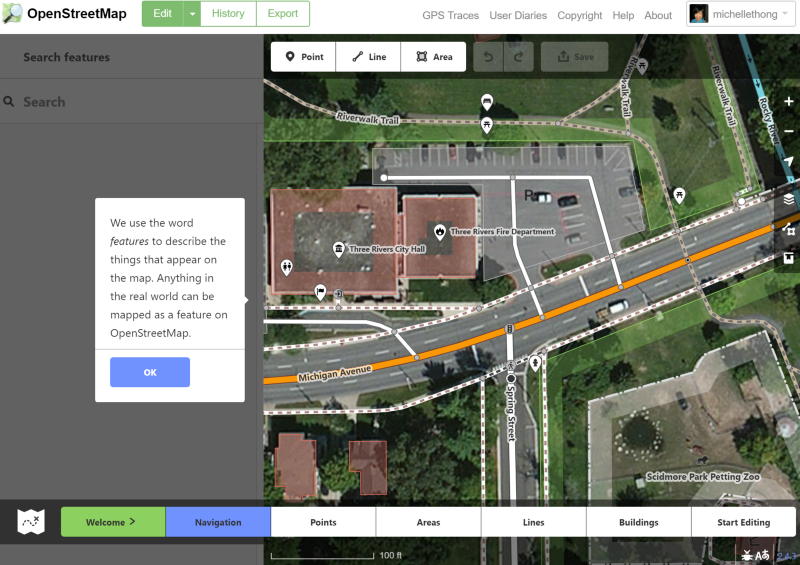 OpenStreetMap
Edit
History
Export
GPS Traces
User Diaries
Copyright
Help
About
michellethong
Search features
Point
Line
Area
Save
Search
Riverwalk Trail
Riverwalk Trail
Riverwalk Trail
Rocky River
We use the word
features to describe the
things that appear on
the map. Anything in
the real world can be
mapped as a feature on
OpenStreetMap.
OK
P
Three Rivers City Hall
Three Rivers Fire Department
Michigan Avenue
Spring Street
Scidmore Park Petting Zoo
Welcome >
Navigation
Points
Areas
Lines
Buildings
Start Editing
100 ft
2.4.3